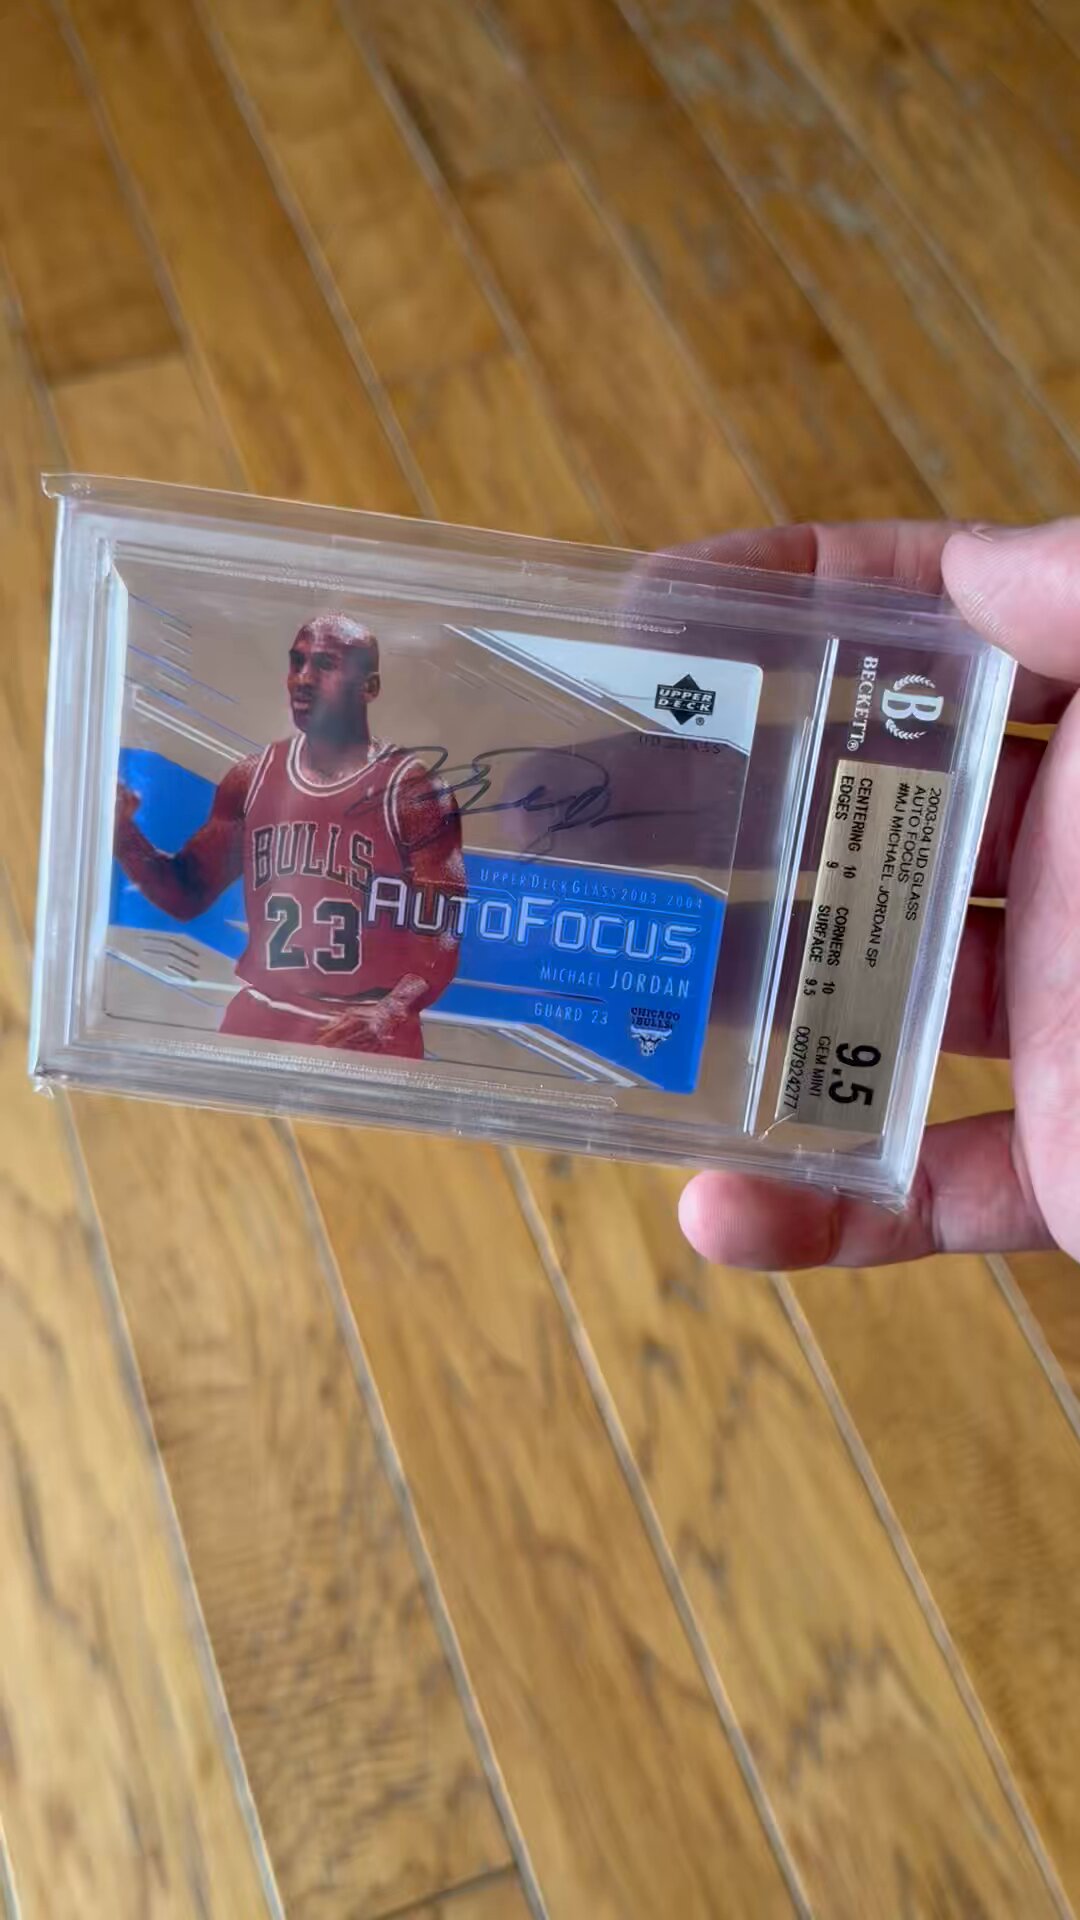 UPPER
DECK
®
BULLS
23
UPPER DECK GLASS 2003 2004
AUTOFOCUS
MICHAEL JORDAN
GUARD 23
CHICAGO
BULLS
B
BECKETT®
2003-04 UD GLASS
AUTO FOCUS
#MJ MICHAEL JORDAN SP
CENTERING 10 CORNERS 10
EDGES 9 SURFACE 9.5
9.5
GEM MINT
0007924277